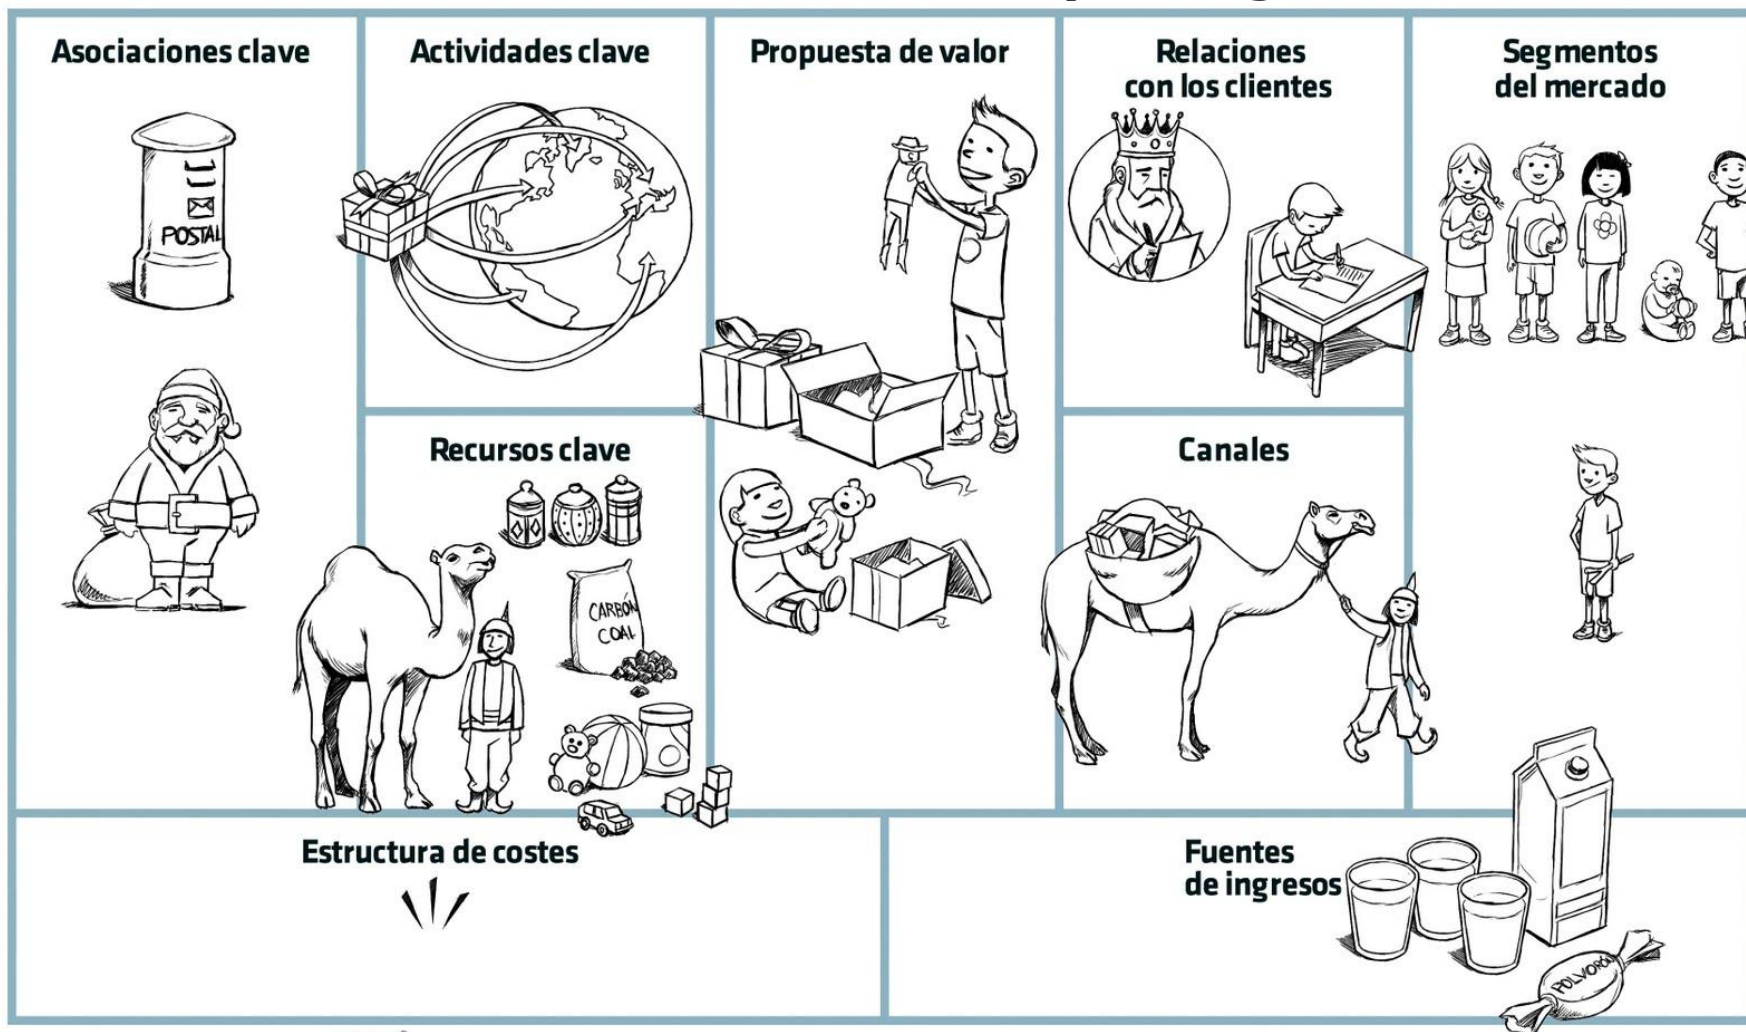 Asociaciones clave
POSTAL
Actividades clave
Recursos clave
CARBÓN
COAL
Propuesta de valor
Relaciones
con los clientes
Canales
Segmentos
del mercado
Estructura de costes
Fuentes
de ingresos
POLVORÓN